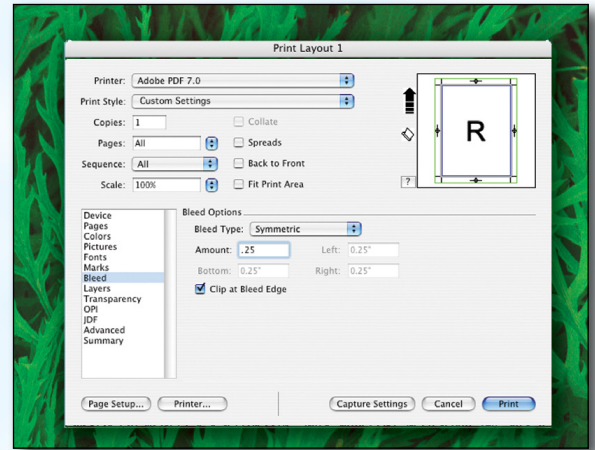 Print Layout 1
Printer: Adobe PDF 7.0
Print Style: Custom Settings
Copies: 1 Collate
Pages: All Spreads
Sequence: All Back to Front
Scale: 100% Fit Print Area
R
?
Device
Pages
Colors
Pictures
Fonts
Marks
Bleed
Layers
Transparency
OPI
JDF
Advanced
Summary
Bleed Options
Bleed Type: Symmetric
Amount: .25 Left: 0.25"
Bottom: 0.25" Right: 0.25"
Clip at Bleed Edge
Page Setup... Printer... Capture Settings Cancel Print